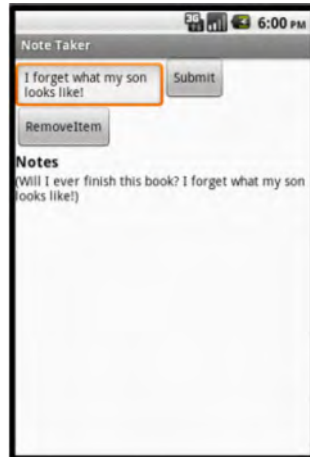 3G
6:00 PM
Note Taker
I forget what my son
looks like!
Submit
RemoveItem
Notes
(Will I ever finish this book? I forget what my son
looks like!)